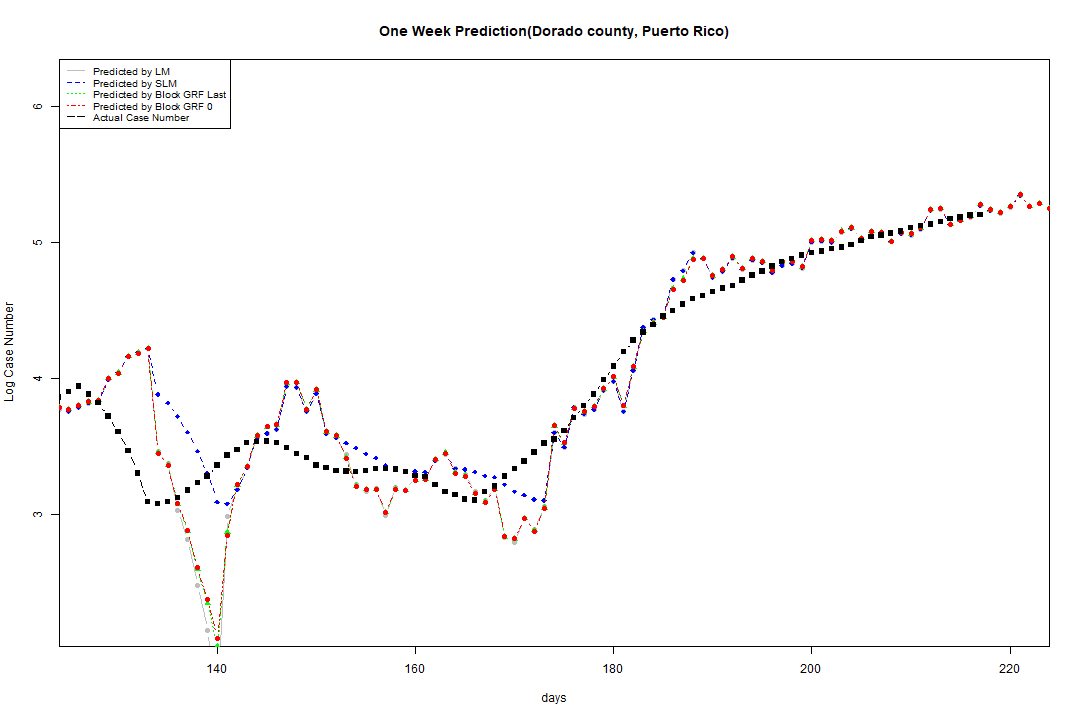 One Week Prediction(Dorado county, Puerto Rico)
Predicted by LM
Predicted by SLM
Predicted by Block GRF Last
Predicted by Block GRF 0
Actual Case Number
6
5
4
3
Log Case Number
140 160 180 200 220
days